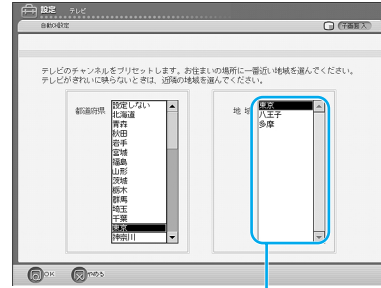 設定 テレビ
自動の設定
子画面 入
テレビのチャンネルをプリセットします。お住まいの場所に一番近い地域を選んでください。
テレビがきれいに映らないときは、近隣の地域を選んでください。
都道府県
設定しない
北海道
青森
秋田
岩手
宮城
福島
山形
茨城
栃木
群馬
埼玉
千葉
東京
神奈川
地域
東京
八王子
多摩
OK
やめる